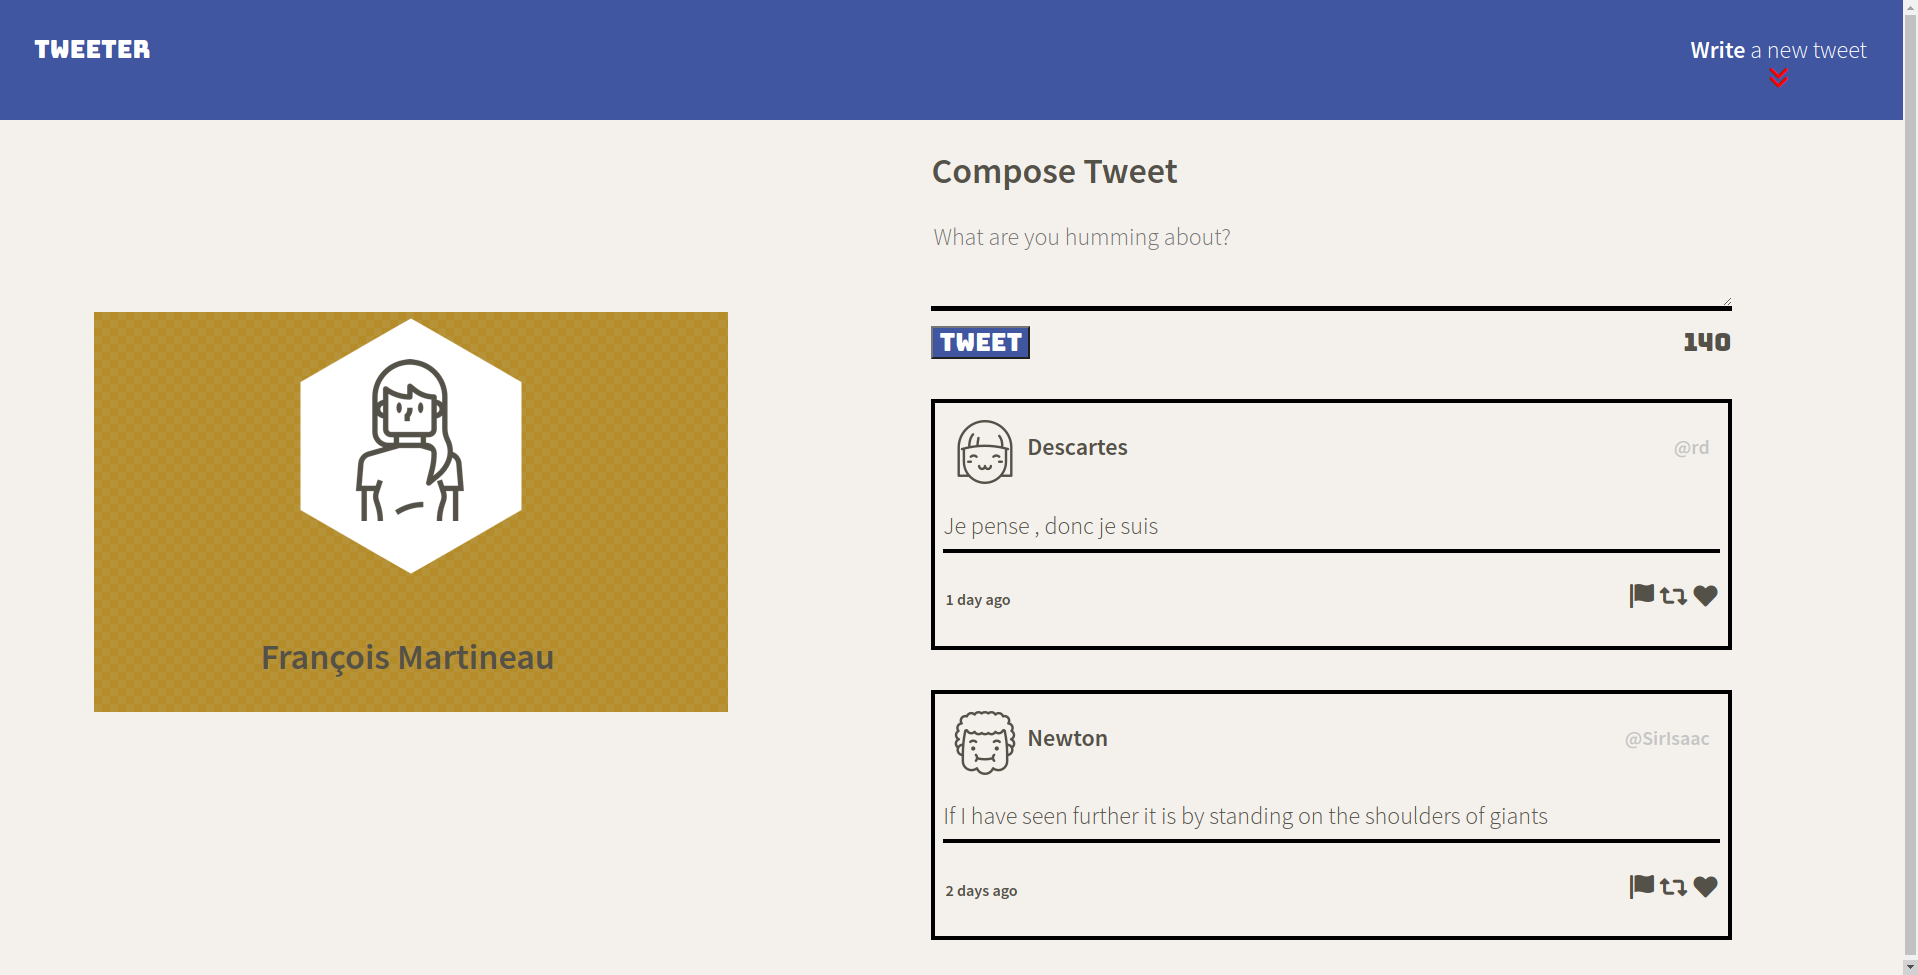 TWEETER
Write a new tweet
Compose Tweet
What are you humming about?
TWEET
140
François Martineau
Descartes
@rd
Je pense , donc je suis
1 day ago
Newton
@SirIsaac
If I have seen further it is by standing on the shoulders of giants
2 days ago